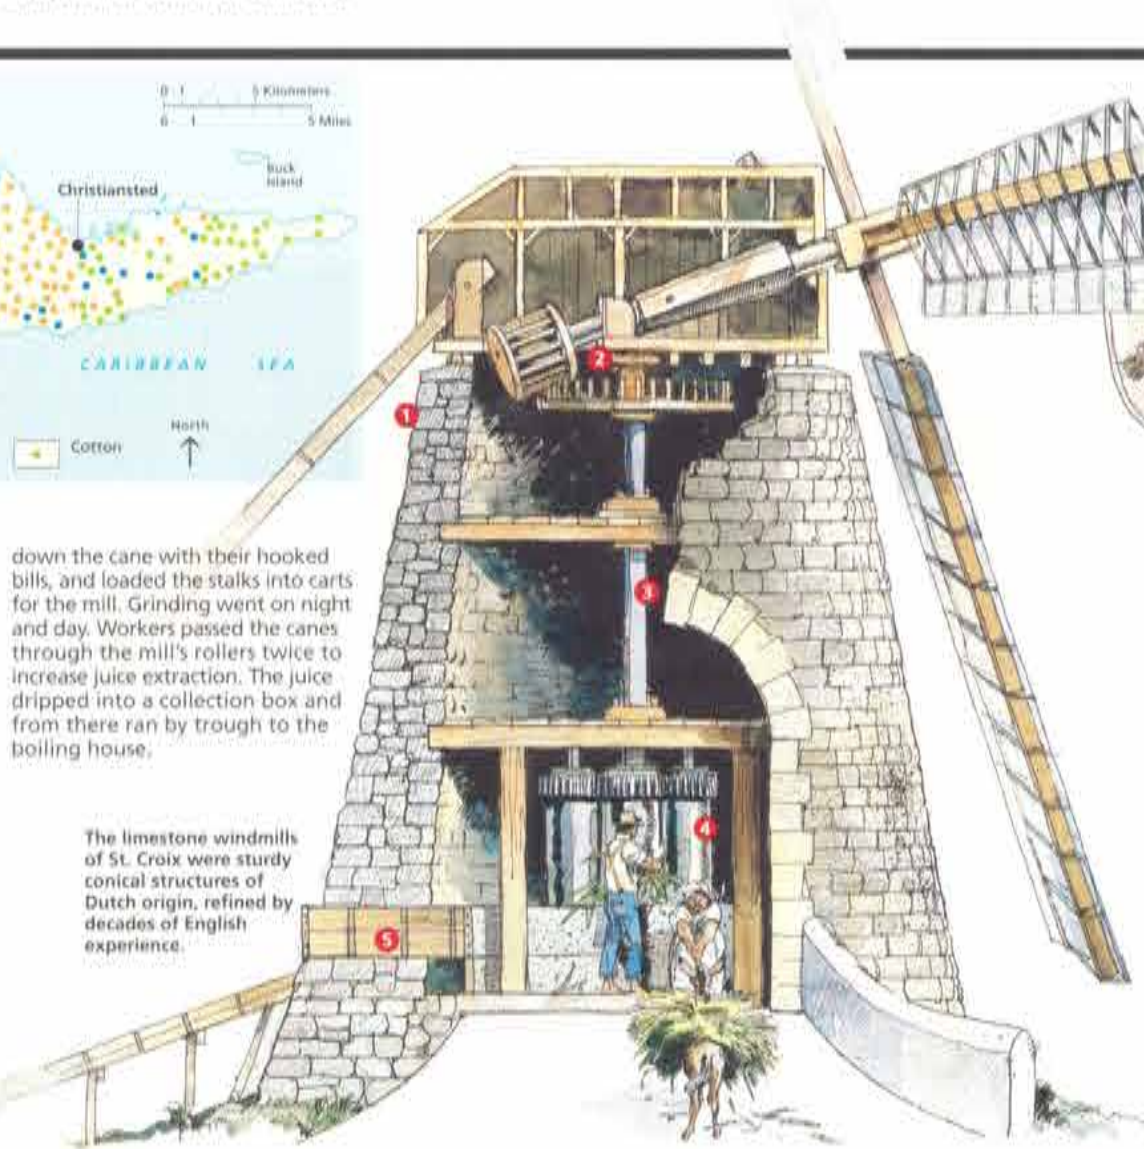 0 1 5 Kilometers
0 1 5 Miles
Buck
Island
Christiansted
CARIBBEAN SEA
North
Cotton
down the cane with their hooked
bills, and loaded the stalks into carts
for the mill. Grinding went on night
and day. Workers passed the canes
through the mill's rollers twice to
increase juice extraction. The juice
dripped into a collection box and
from there ran by trough to the
boiling house.
The limestone windmills
of St. Croix were sturdy
conical structures of
Dutch origin, refined by
decades of English
experience.
1
2
3
4
5